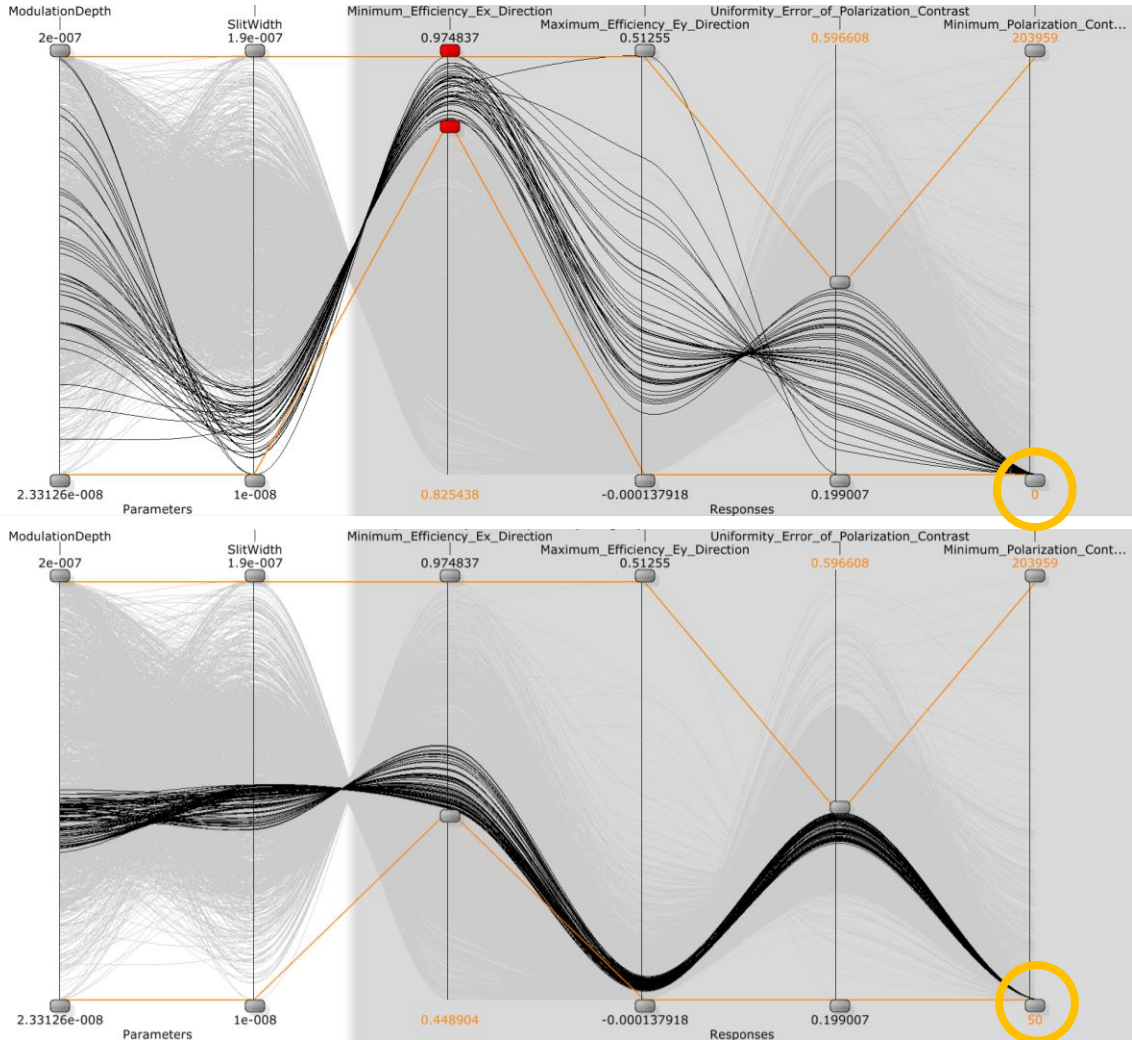 ModulationDepth
Minimum_Efficiency_Ex_Direction
Uniformity_Error_of_Polarization_Contrast
SlitWidth
Maximum_Efficiency_Ey_Direction
Minimum_Polarization_Cont...
2e-007
1.9e-007
0.974837
0.51255
0.596608
203959
2.33126e-008
1e-008
0.825438
-0.000137918
0.199007
0
Parameters
Responses
ModulationDepth
Minimum_Efficiency_Ex_Direction
Uniformity_Error_of_Polarization_Contrast
SlitWidth
Maximum_Efficiency_Ey_Direction
Minimum_Polarization_Cont...
2e-007
1.9e-007
0.974837
0.51255
0.596608
203959
2.33126e-008
1e-008
0.448904
-0.000137918
0.199007
50
Parameters
Responses